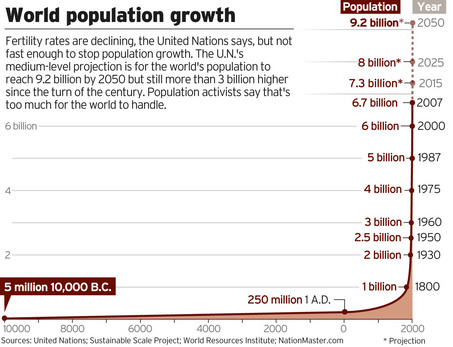 World population growth
Fertility rates are declining, the United Nations says, but not
fast enough to stop population growth. The U.N.'s
medium-level projection is for the world's population to
reach 9.2 billion by 2050 but still more than 3 billion higher
since the turn of the century. Population activists say that's
too much for the world to handle.
Population Year
9.2 billion* 2050
8 billion* 2025
7.3 billion* 2015
6.7 billion 2007
6 billion 6 billion 2000
5 billion 1987
4 4 billion 1975
3 billion 1960
2.5 billion 1950
2 2 billion 1930
5 million 10,000 B.C. 1 billion 1800
250 million 1 A.D.
10000 8000 6000 4000 2000 0 2000
Sources: United Nations; Sustainable Scale Project; World Resources Institute; NationMaster.com * Projection